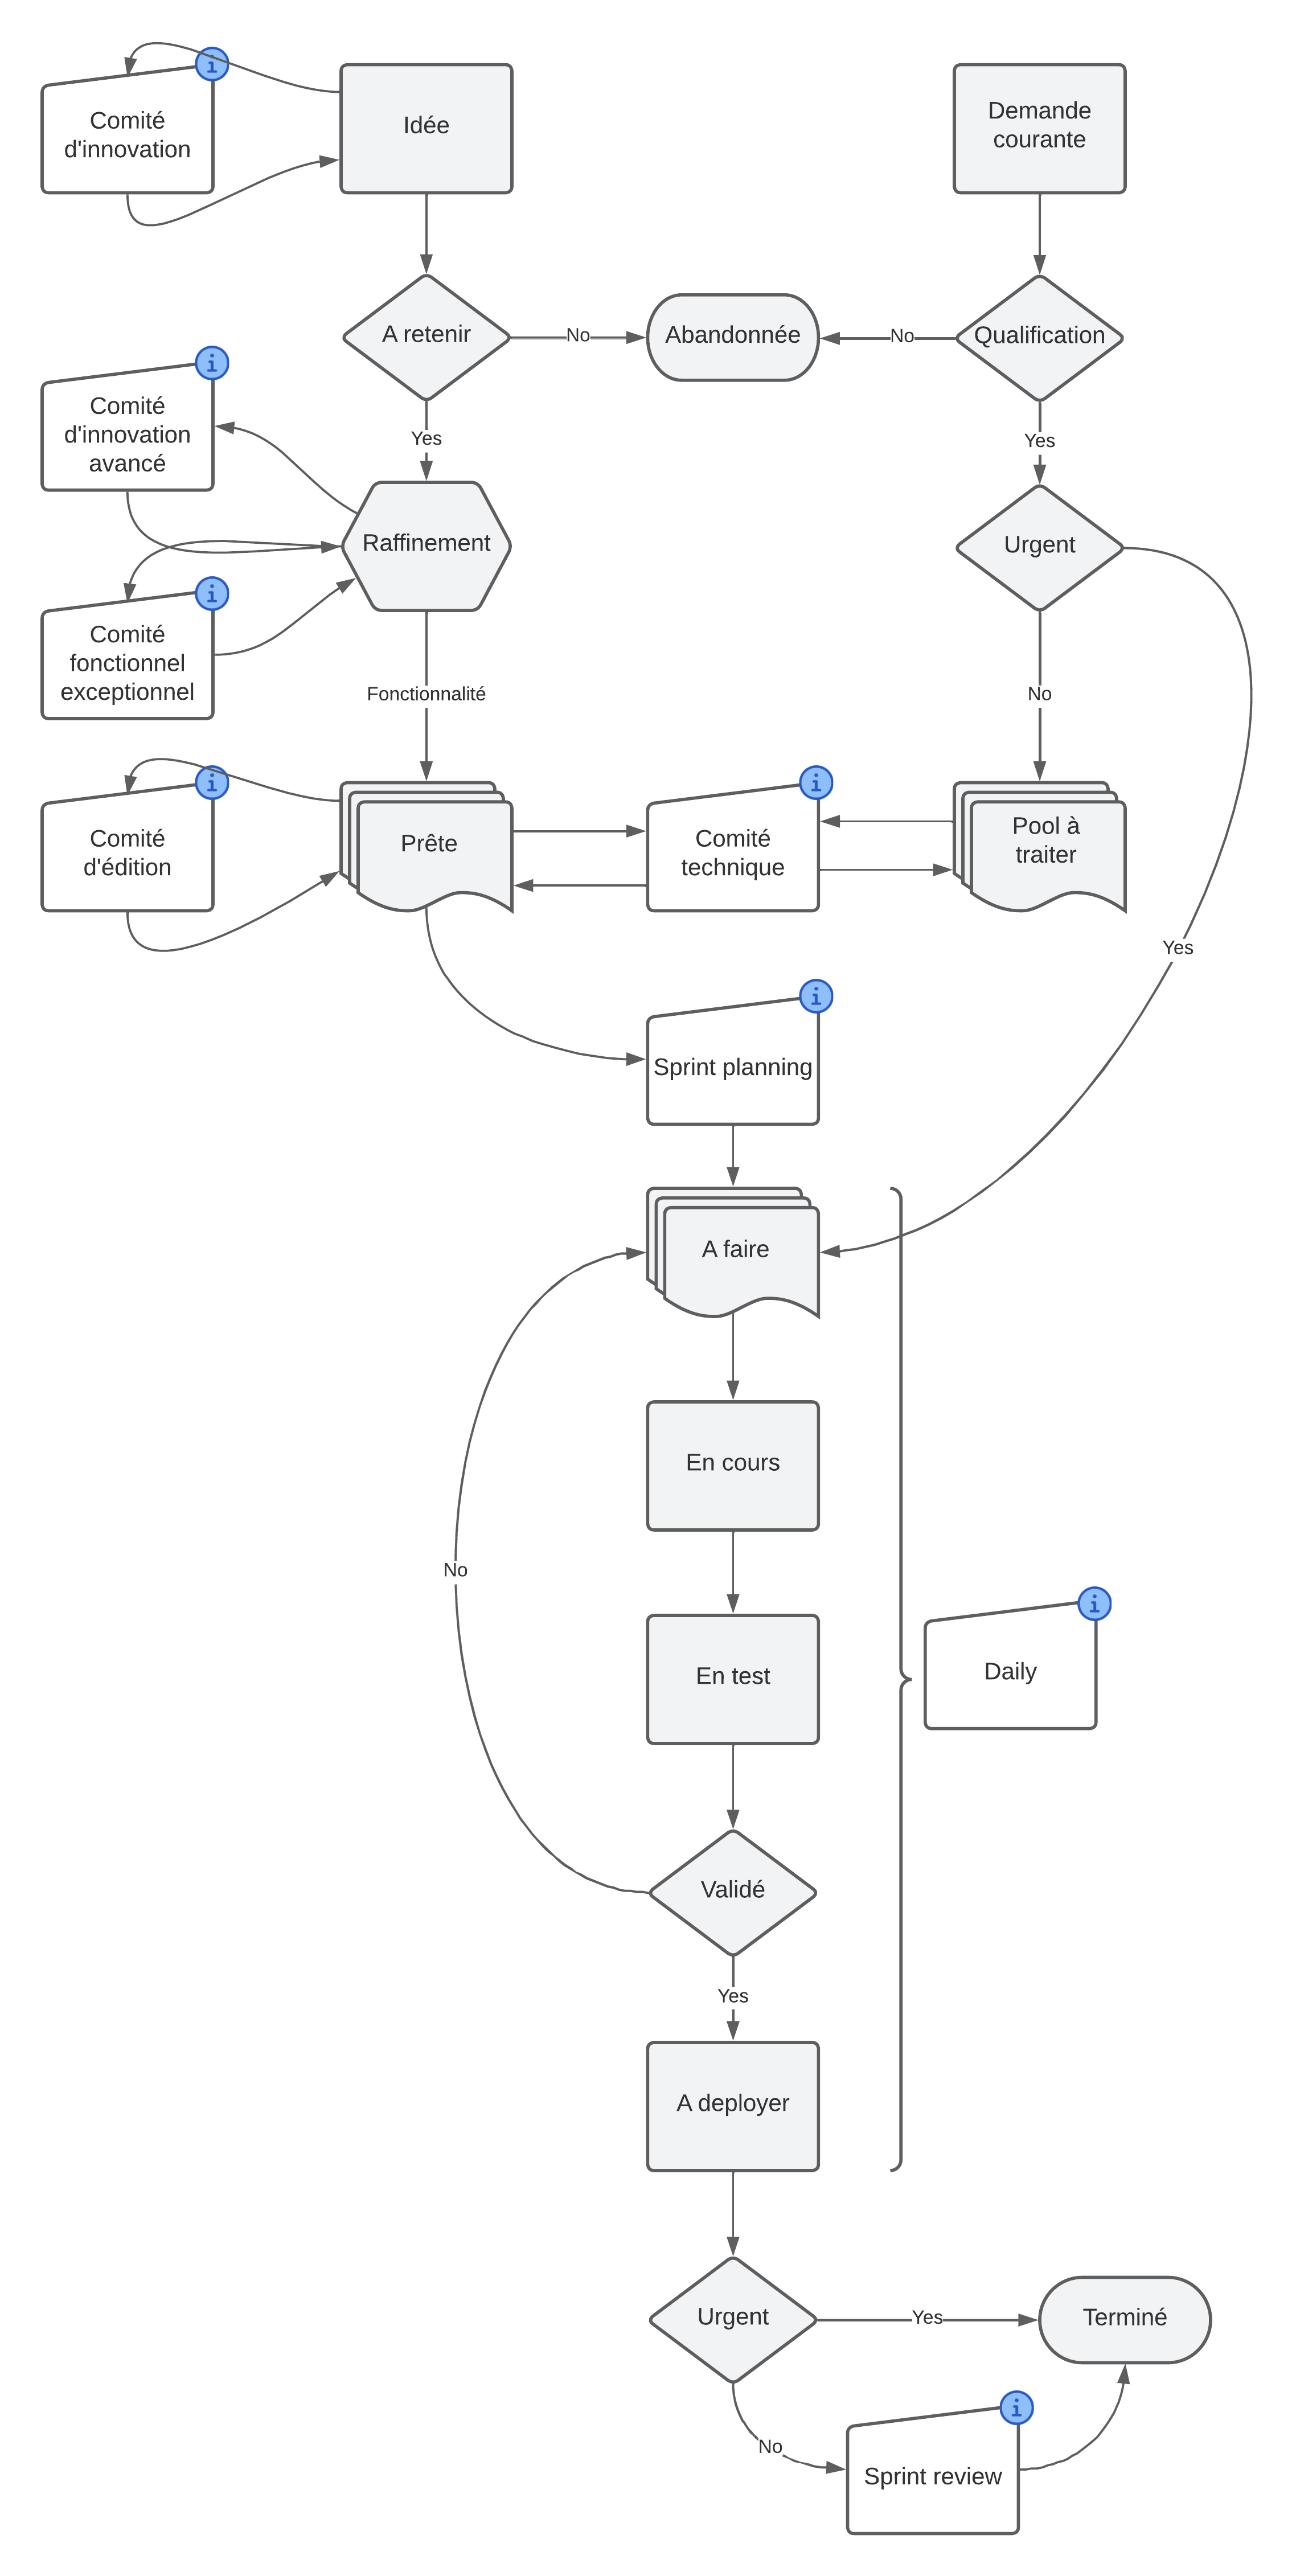 i
Comité
d'innovation
Idée
Demande
courante
A retenir
No
Abandonnée
No
Qualification
Yes
Yes
i
Comité
d'innovation
avancé
Raffinement
Urgent
i
Comité
fonctionnel
exceptionnel
Fonctionnalité
No
i
Comité
d'édition
Prête
i
Comité
technique
Pool à
traiter
Yes
i
Sprint planning
A faire
En cours
No
En test
i
Daily
Validé
Yes
A deployer
Urgent
Yes
Terminé
No
i
Sprint review